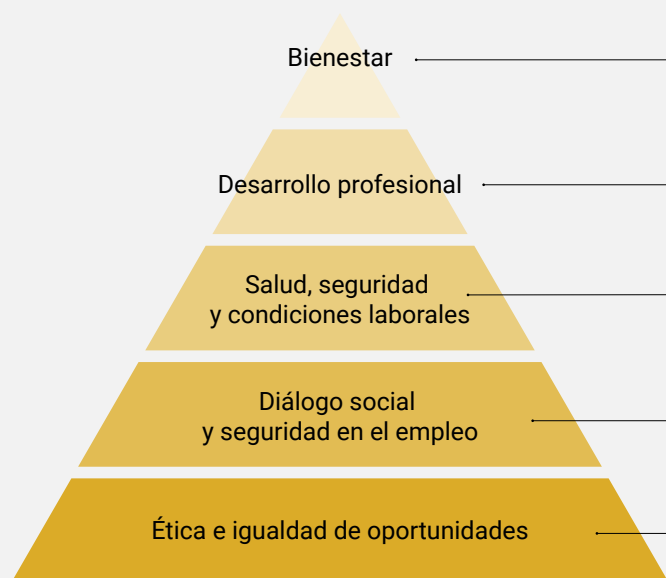 Bienestar
Desarrollo profesional
Salud, seguridad
y condiciones laborales
Diálogo social
y seguridad en el empleo
Ética e igualdad de oportunidades